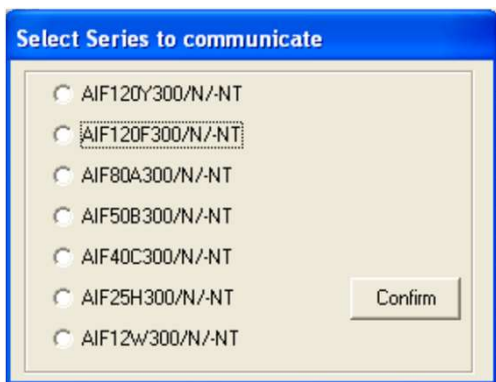 Select Series to communicate
AIF120Y300/N/-NT
AIF120F300/N/-NT
AIF80A300/N/-NT
AIF50B300/N/-NT
AIF40C300/N/-NT
AIF25H300/N/-NT
Confirm
AIF12W300/N/-NT